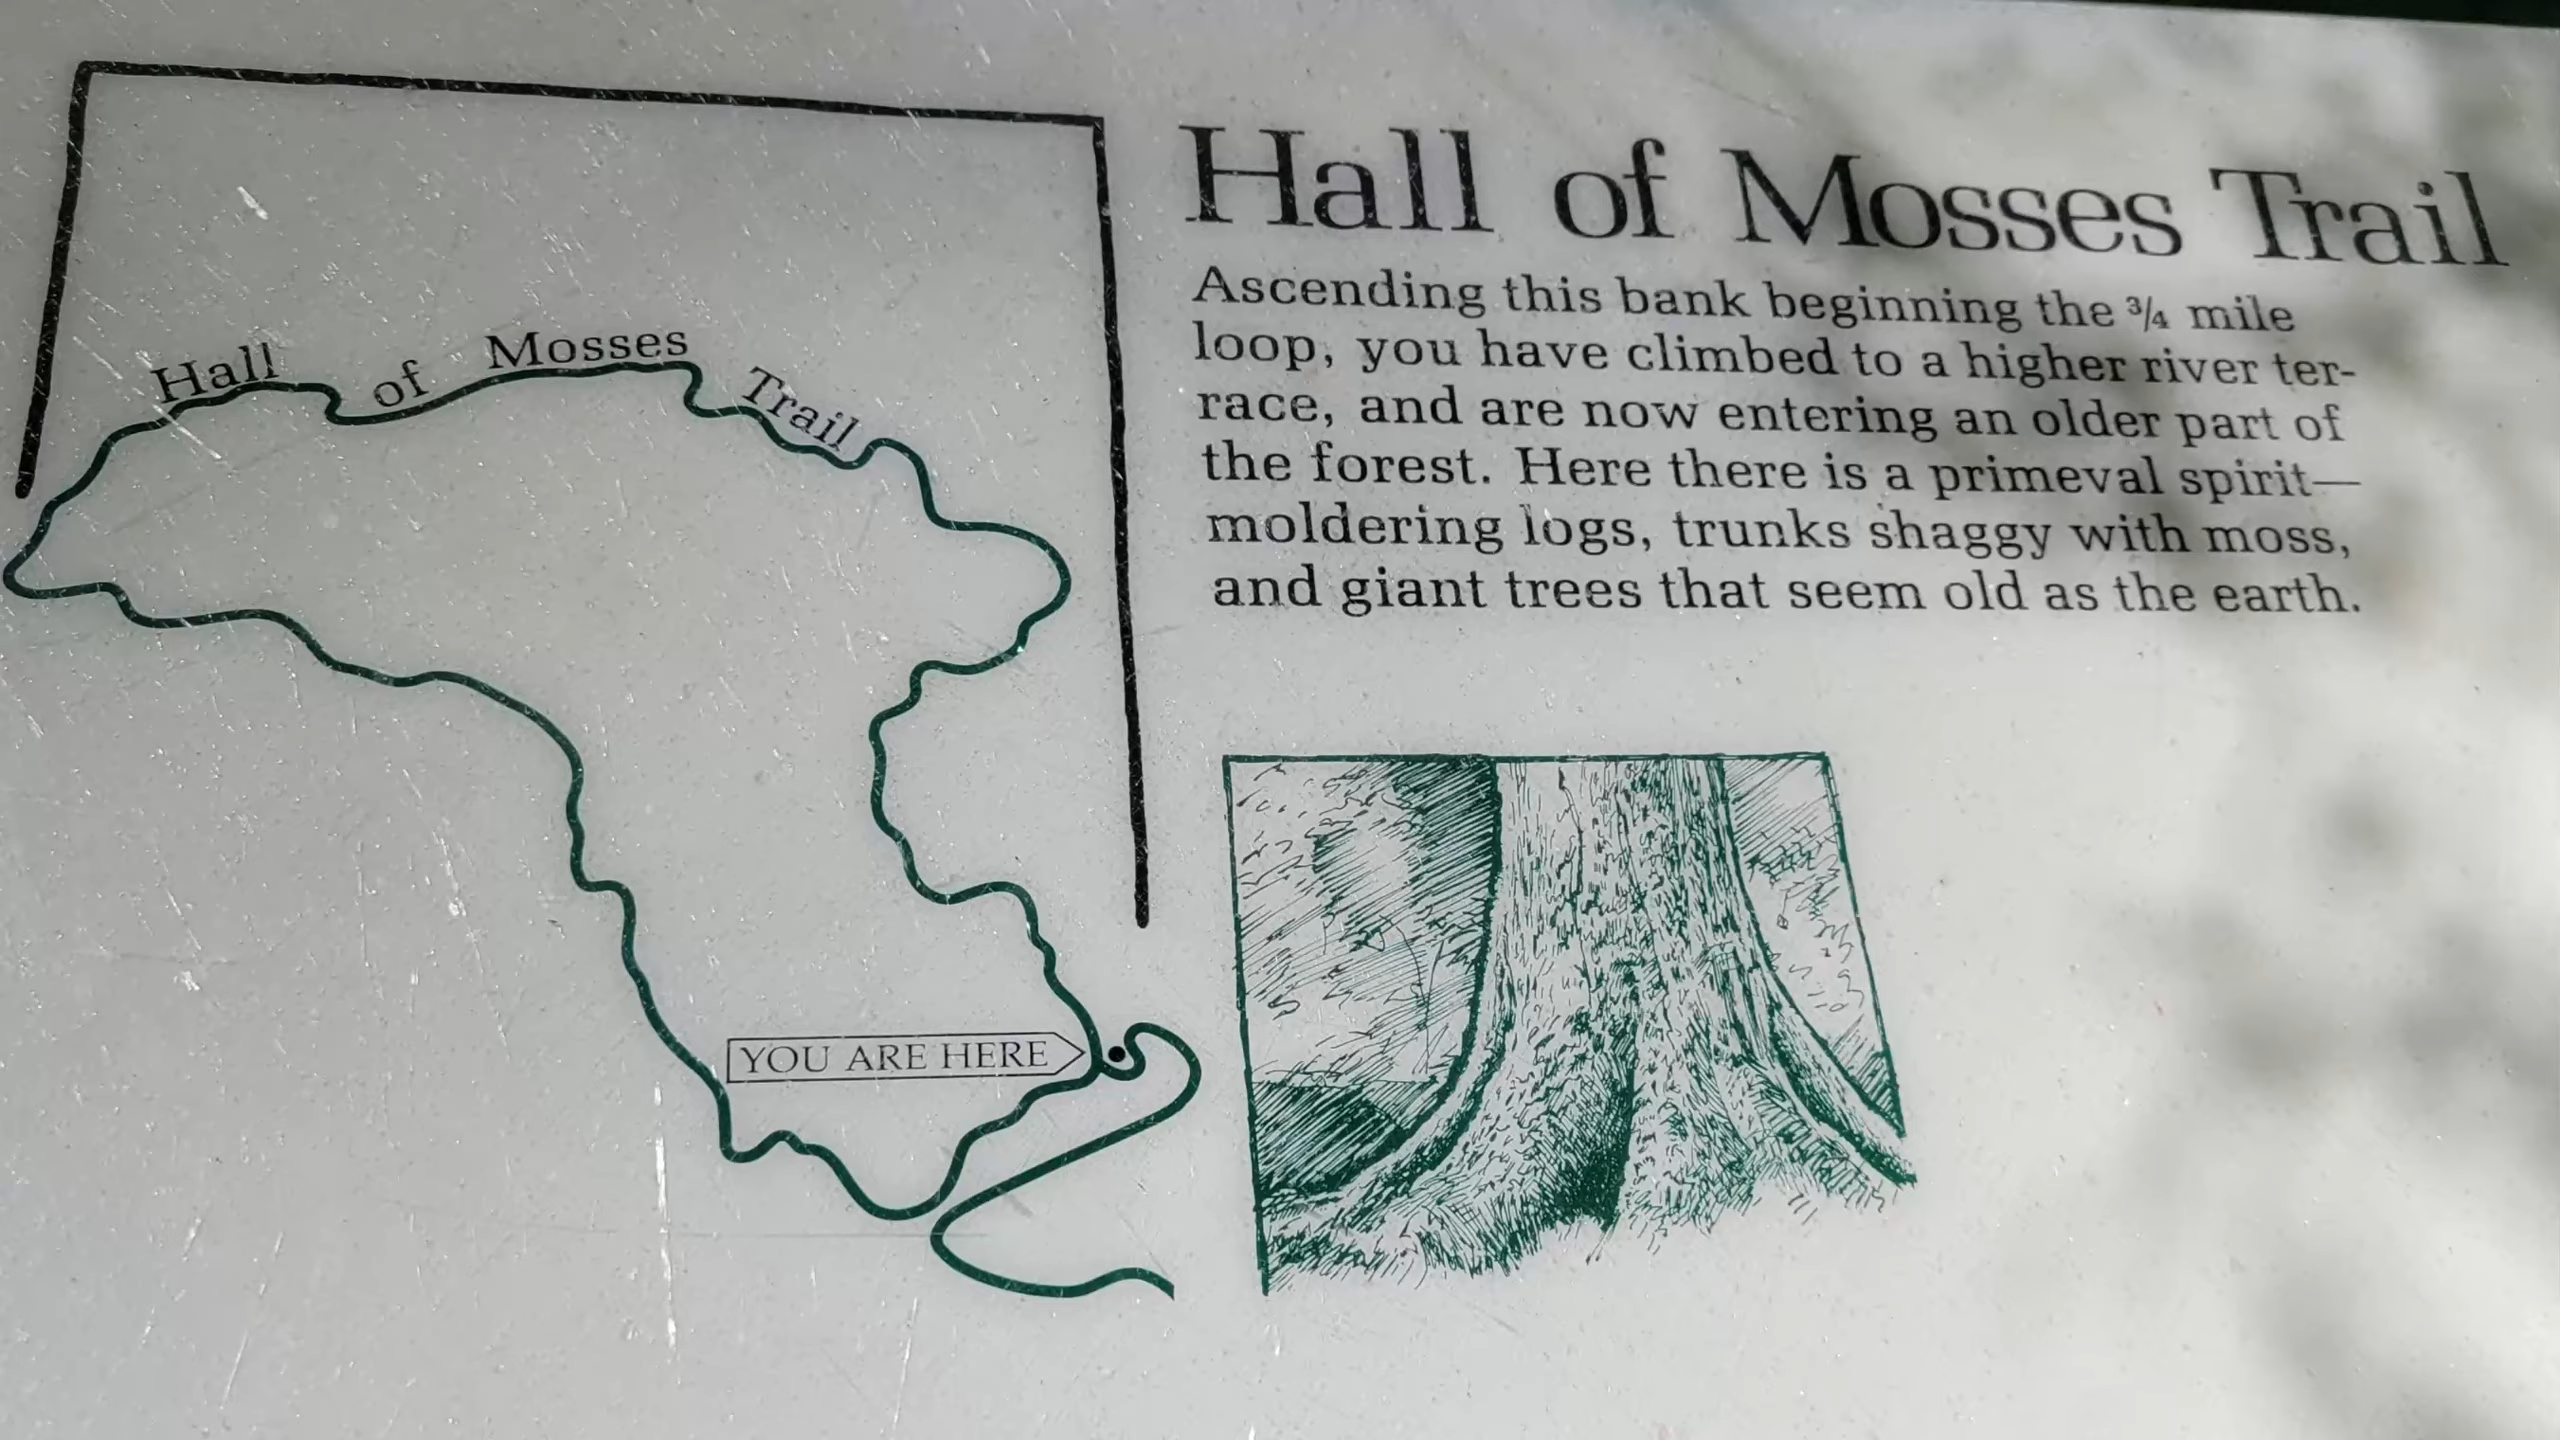 Hall of Mosses Trail
Ascending this bank beginning the ¾ mile
loop, you have climbed to a higher river ter-
race, and are now entering an older part of
the forest. Here there is a primeval spirit—
moldering logs, trunks shaggy with moss,
and giant trees that seem old as the earth.
Hall of Mosses Trail
YOU ARE HERE